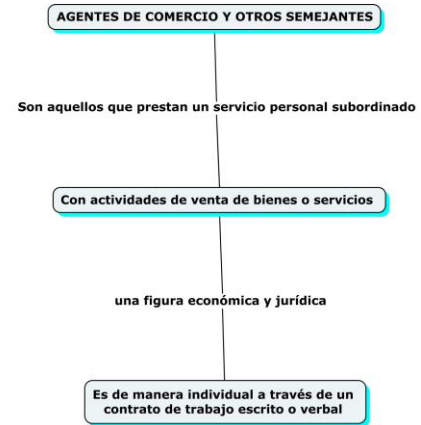 AGENTES DE COMERCIO Y OTROS SEMEJANTES
Son aquellos que prestan un servicio personal subordinado
Con actividades de venta de bienes o servicios
una figura económica y jurídica
Es de manera individual a través de un
contrato de trabajo escrito o verbal